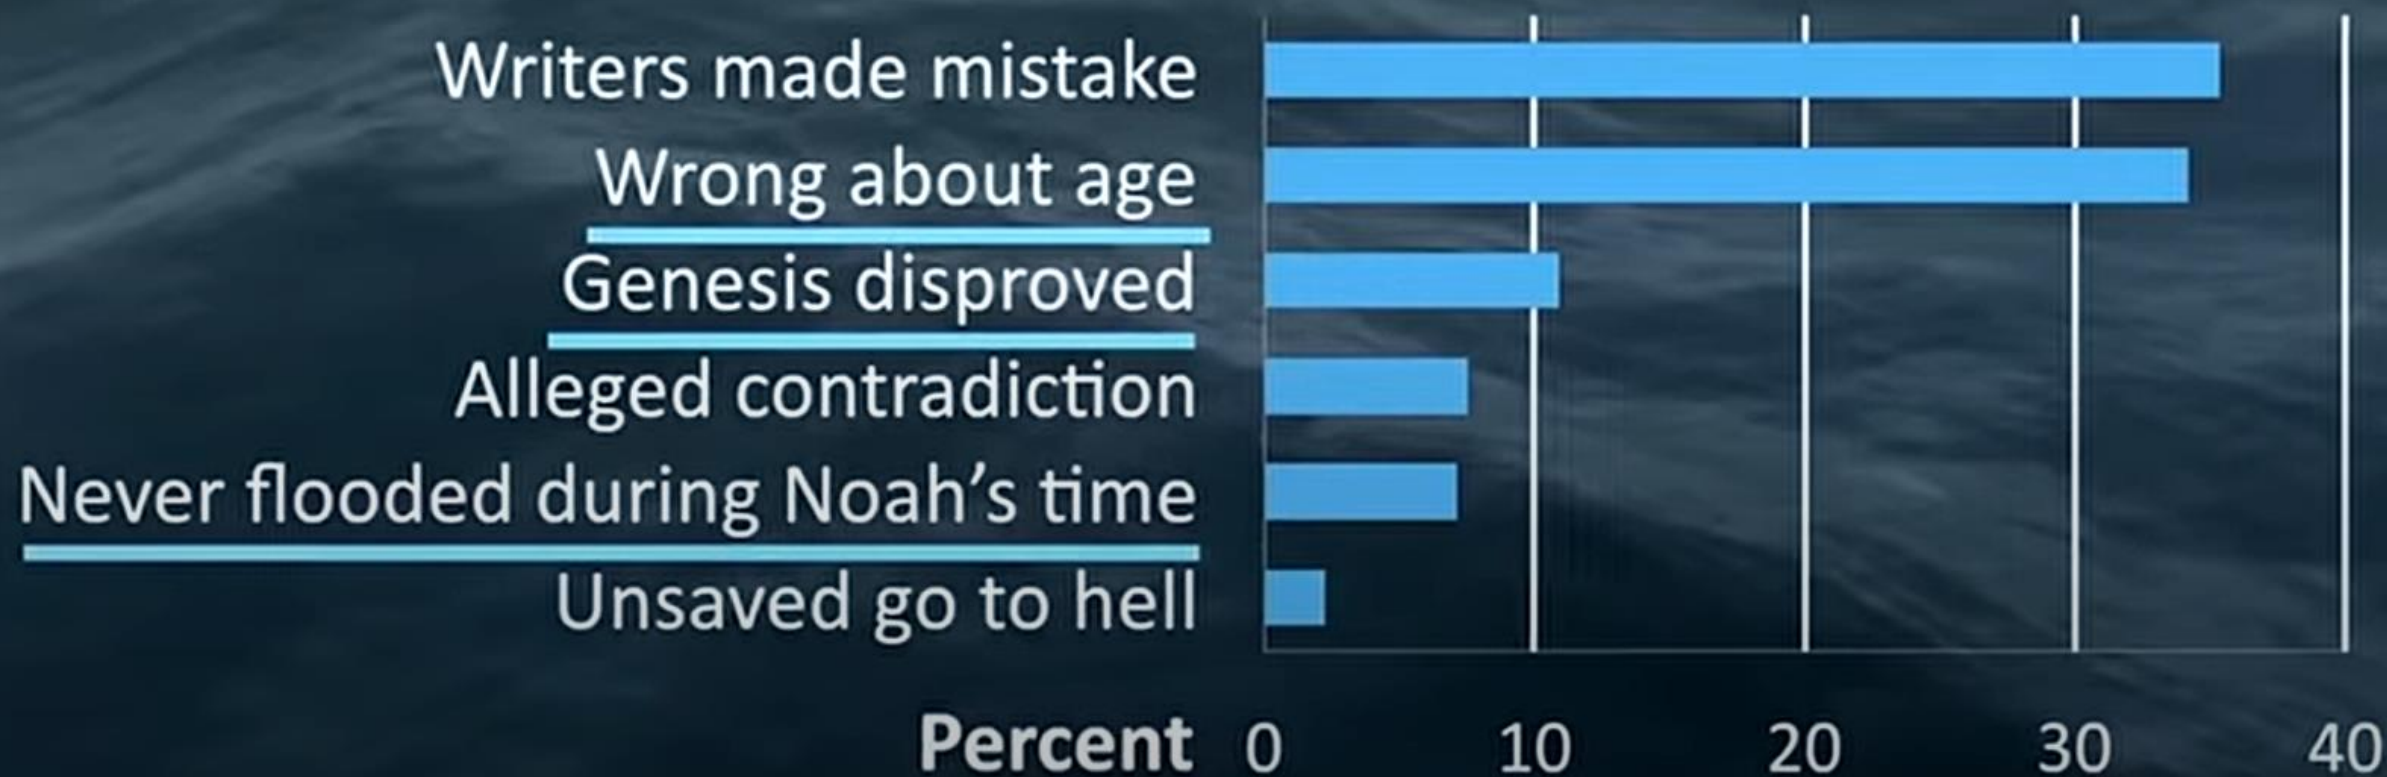 Writers made mistake
Wrong about age
Genesis disproved
Alleged contradiction
Never flooded during Noah’s time
Unsaved go to hell
Percent 0 10 20 30 40